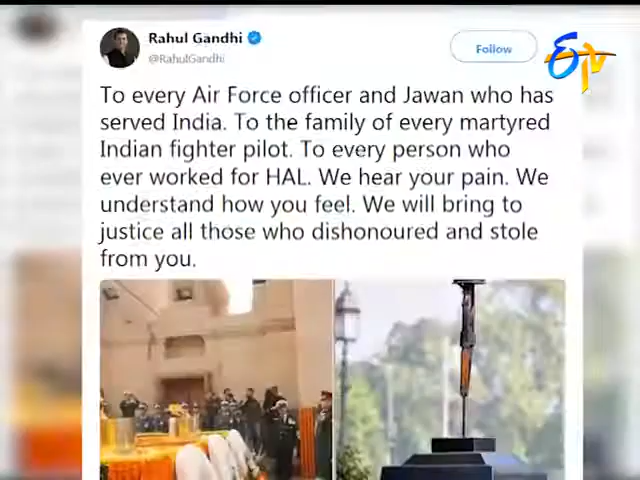 Rahul Gandhi
@RahulGandhi
Follow
ETV
To every Air Force officer and Jawan who has
served India. To the family of every martyred
Indian fighter pilot. To every person who
ever worked for HAL. We hear your pain. We
understand how you feel. We will bring to
justice all those who dishonoured and stole
from you.